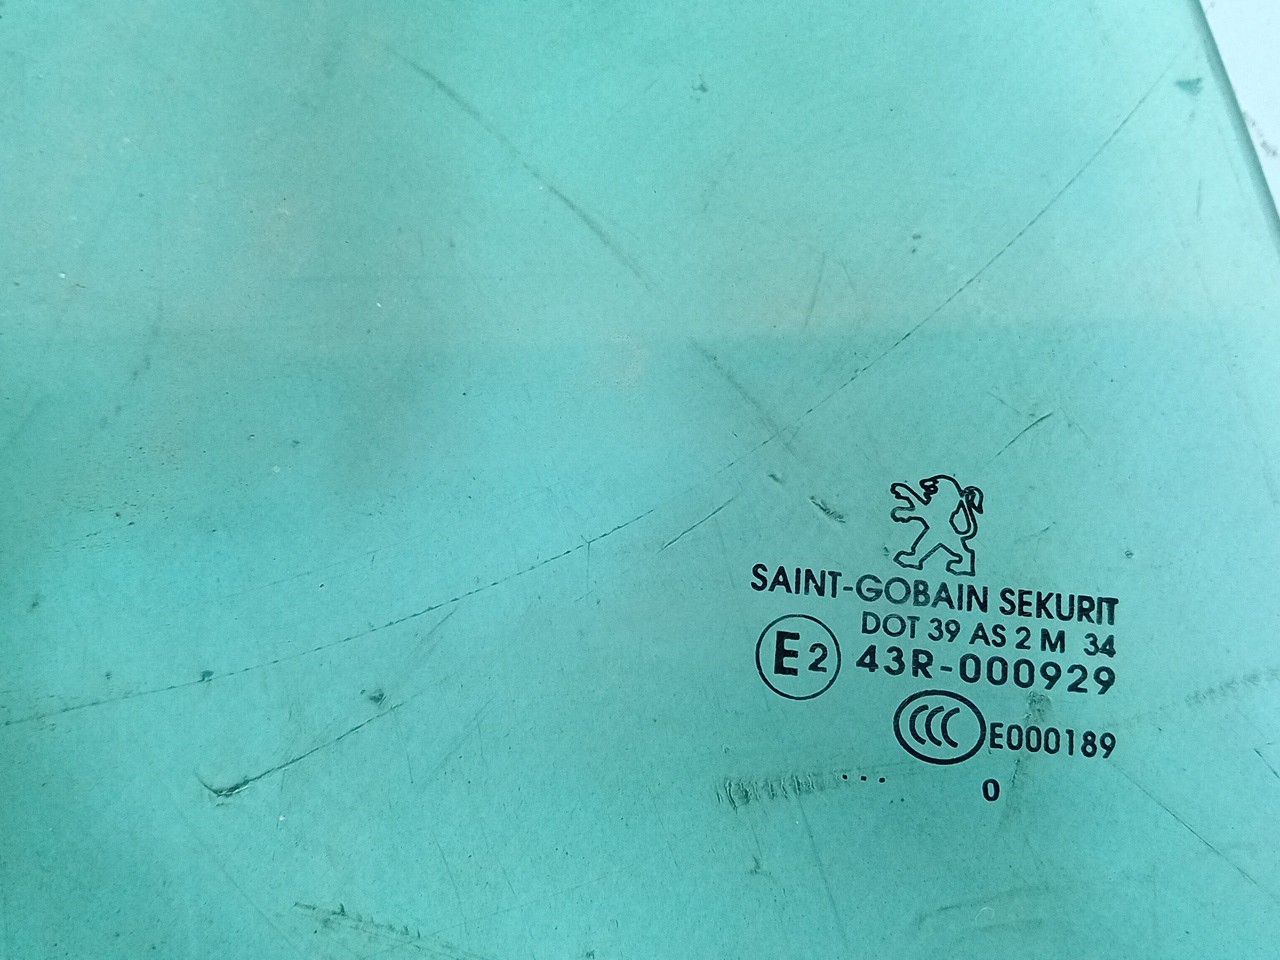 SAINT-GOBAIN SEKURIT
DOT 39 AS 2 M 34
E2 43R-000929
CCC E000189
...
0